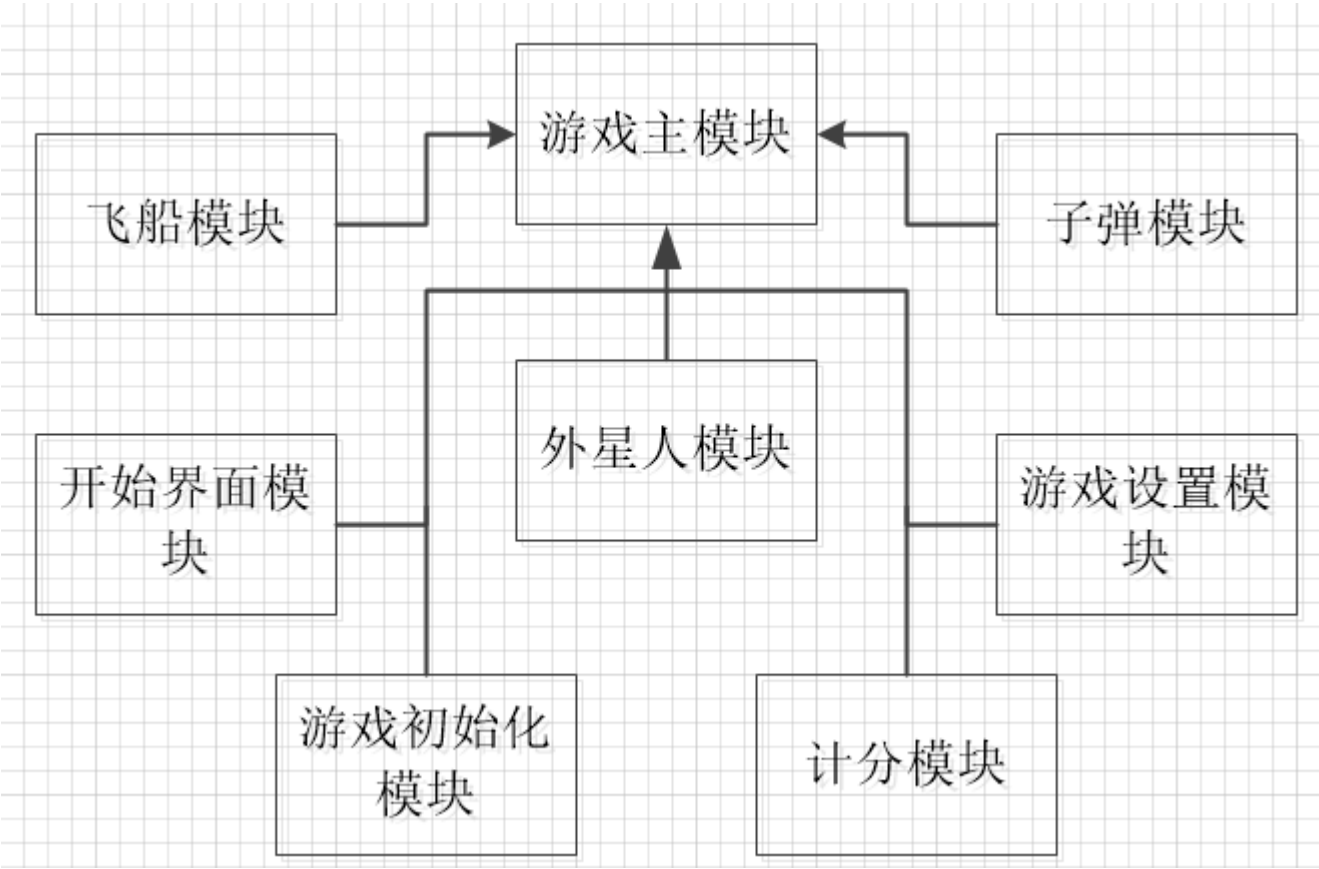 游戏主模块
飞船模块
子弹模块
外星人模块
开始界面模
块
游戏设置模
块
游戏初始化
模块
计分模块